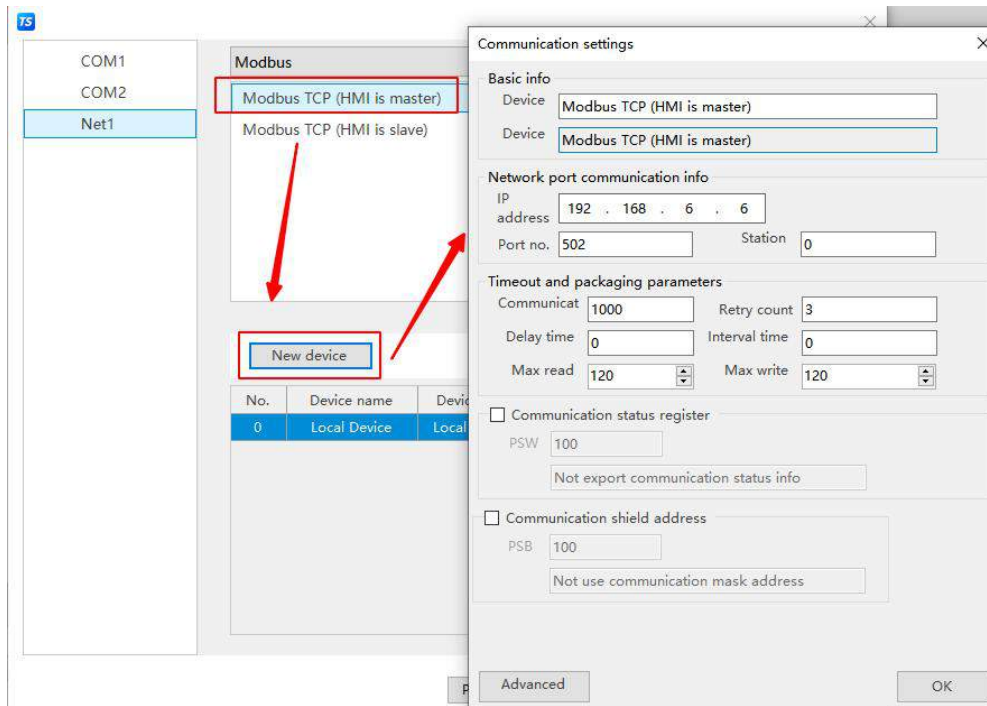 TS
COM1
COM2
Net1
Modbus
Modbus TCP (HMI is master)
Modbus TCP (HMI is slave)
New device
No. Device name Devic
0 Local Device Local
P
Communication settings
Basic info
Device Modbus TCP (HMI is master)
Device Modbus TCP (HMI is master)
Network port communication info
IP address 192 . 168 . 6 . 6
Port no. 502 Station 0
Timeout and packaging parameters
Communicat 1000 Retry count 3
Delay time 0 Interval time 0
Max read 120 Max write 120
Communication status register
PSW 100
Not export communication status info
Communication shield address
PSB 100
Not use communication mask address
Advanced OK